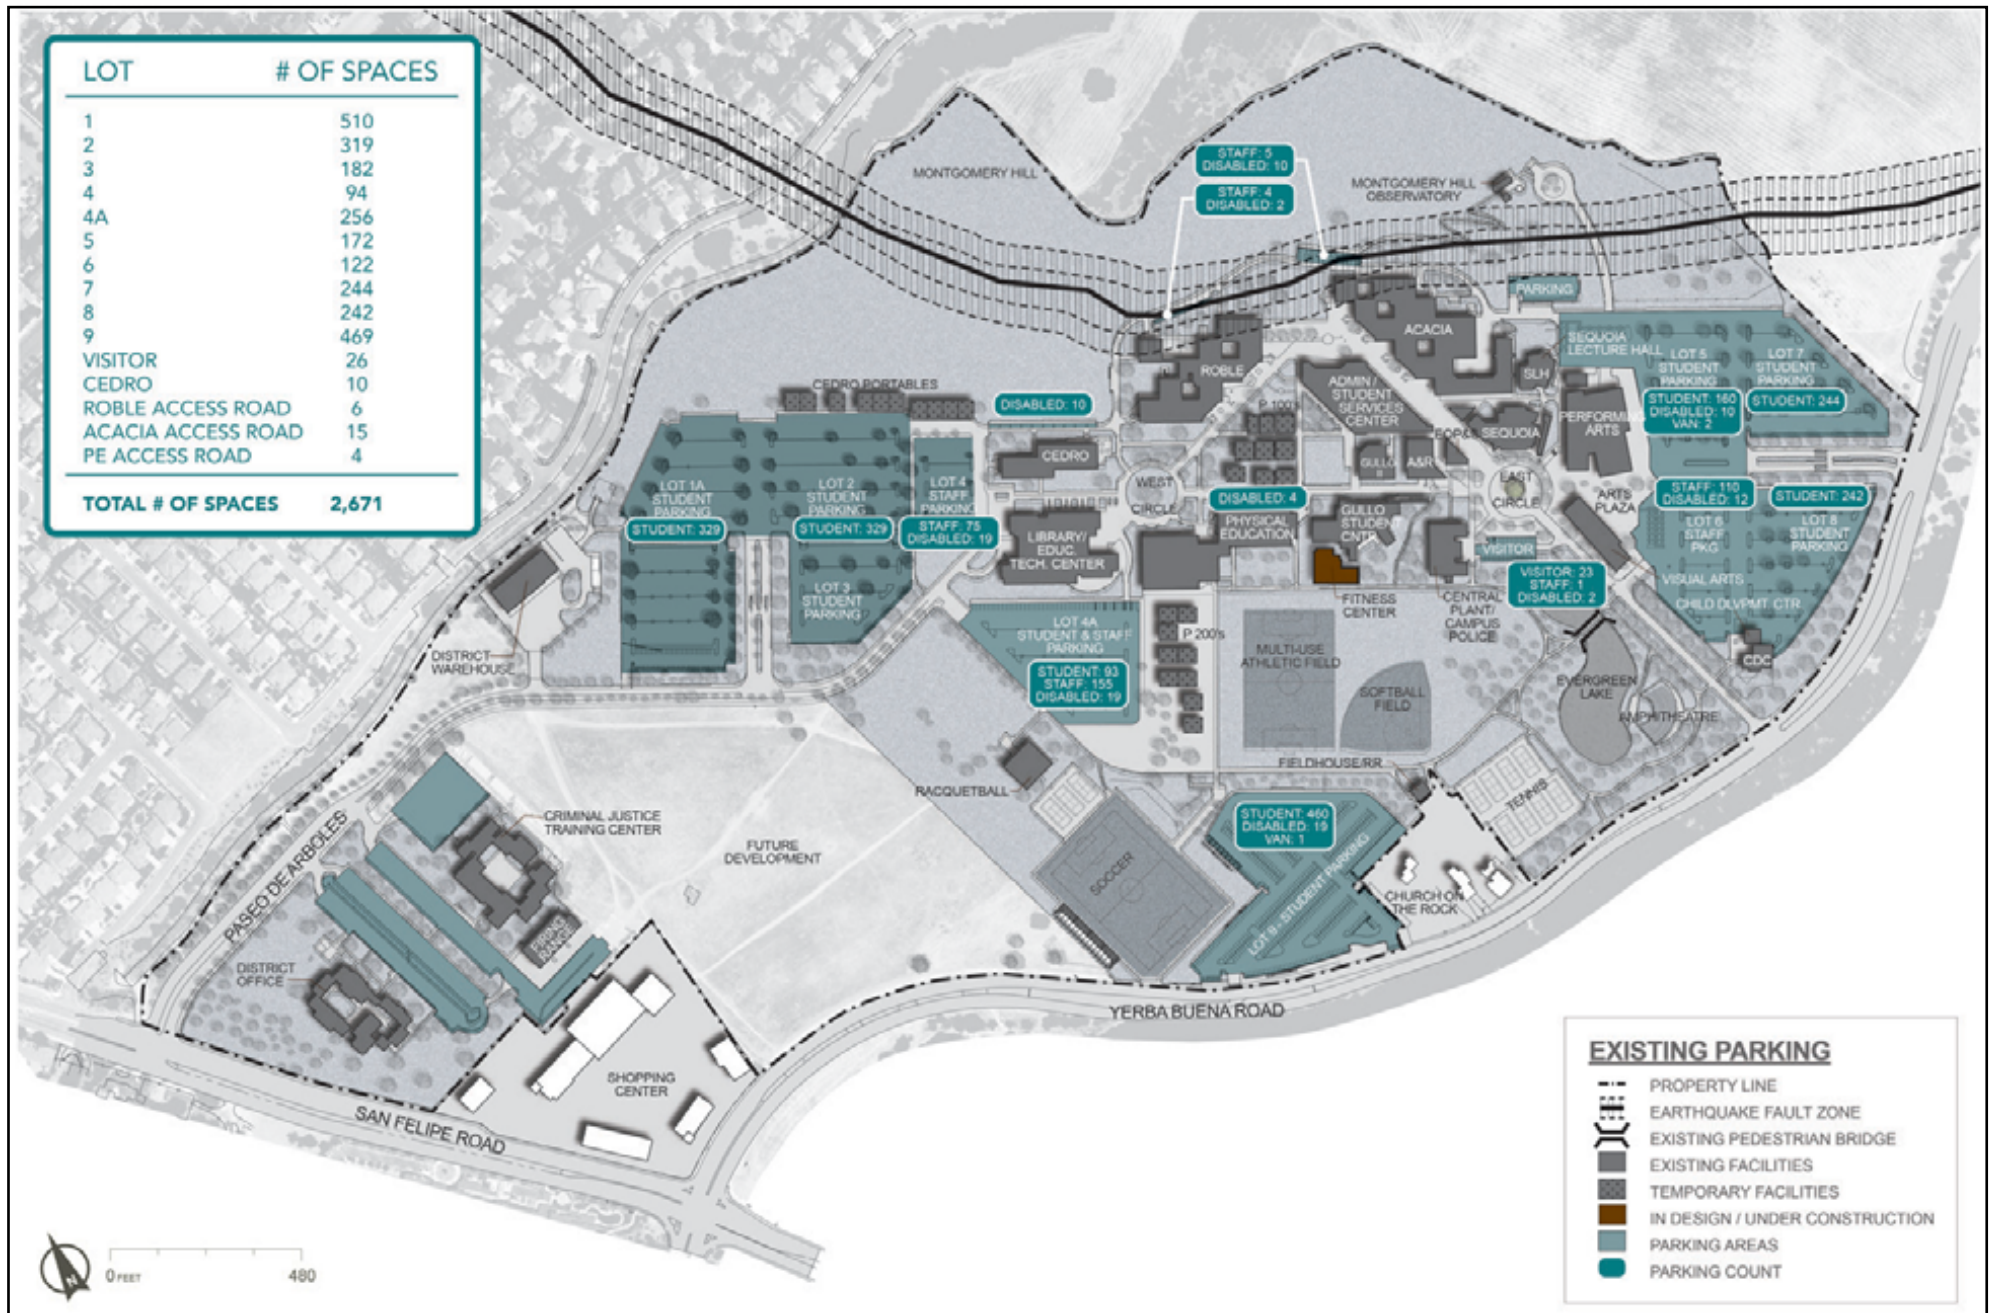 LOT # OF SPACES
1 510
2 319
3 182
4 94
4A 256
5 172
6 122
7 244
8 242
9 469
VISITOR 26
CEDRO 10
ROBLE ACCESS ROAD 6
ACACIA ACCESS ROAD 15
PE ACCESS ROAD 4
TOTAL # OF SPACES 2,671
MONTGOMERY HILL
STAFF: 5
DISABLED: 10
STAFF: 4
DISABLED: 2
MONTGOMERY HILL
OBSERVATORY
PARKING
ACACIA
ROBLE
SEQUOIA
LECTURE HALL
SLH
LOT 5
STUDENT
PARKING
STUDENT: 160
DISABLED: 10
VAN: 2
LOT 7
STUDENT
PARKING
STUDENT: 244
ADMIN /
STUDENT
SERVICES
CENTER
P 100's
PERFORMING
ARTS
SEQUOIA
GULLO
II
A&R
CEDRO PORTABLES
DISABLED: 10
CEDRO
WEST
CIRCLE
DISABLED: 4
EAST
CIRCLE
ARTS
PLAZA
LOT 1A
STUDENT
PARKING
STUDENT: 329
LOT 2
STUDENT
PARKING
STUDENT: 329
LOT 4
STAFF
PARKING
STAFF: 75
DISABLED: 19
LIBRARY/
EDUC.
TECH. CENTER
PHYSICAL
EDUCATION
GULLO
STUDENT
CNTR
STAFF: 110
DISABLED: 12
LOT 6
STAFF
PKG
STUDENT: 242
LOT 8
STUDENT
PARKING
VISITOR
VISITOR: 23
STAFF: 1
DISABLED: 2
VISUAL ARTS
CHILD DLVPMT. CTR
CDC
LOT 3
STUDENT
PARKING
FITNESS
CENTER
CENTRAL
PLANT/
CAMPUS
POLICE
DISTRICT
WAREHOUSE
LOT 4A
STUDENT & STAFF
PARKING
STUDENT: 93
STAFF: 155
DISABLED: 19
P 200's
MULTI-USE
ATHLETIC FIELD
SOFTBALL
FIELD
EVERGREEN
LAKE
AMPHITHEATRE
FIELDHOUSE/RR
TENNIS
RACQUETBALL
SOCCER
STUDENT: 460
DISABLED: 19
VAN: 1
LOT 9 - STUDENT PARKING
CHURCH ON
THE ROCK
CRIMINAL JUSTICE
TRAINING CENTER
FUTURE
DEVELOPMENT
PASEO DE ARBOLES
FIRING
RANGE
DISTRICT
OFFICE
SHOPPING
CENTER
YERBA BUENA ROAD
SAN FELIPE ROAD
EXISTING PARKING
PROPERTY LINE
EARTHQUAKE FAULT ZONE
EXISTING PEDESTRIAN BRIDGE
EXISTING FACILITIES
TEMPORARY FACILITIES
IN DESIGN / UNDER CONSTRUCTION
PARKING AREAS
PARKING COUNT
N
0 FEET 480